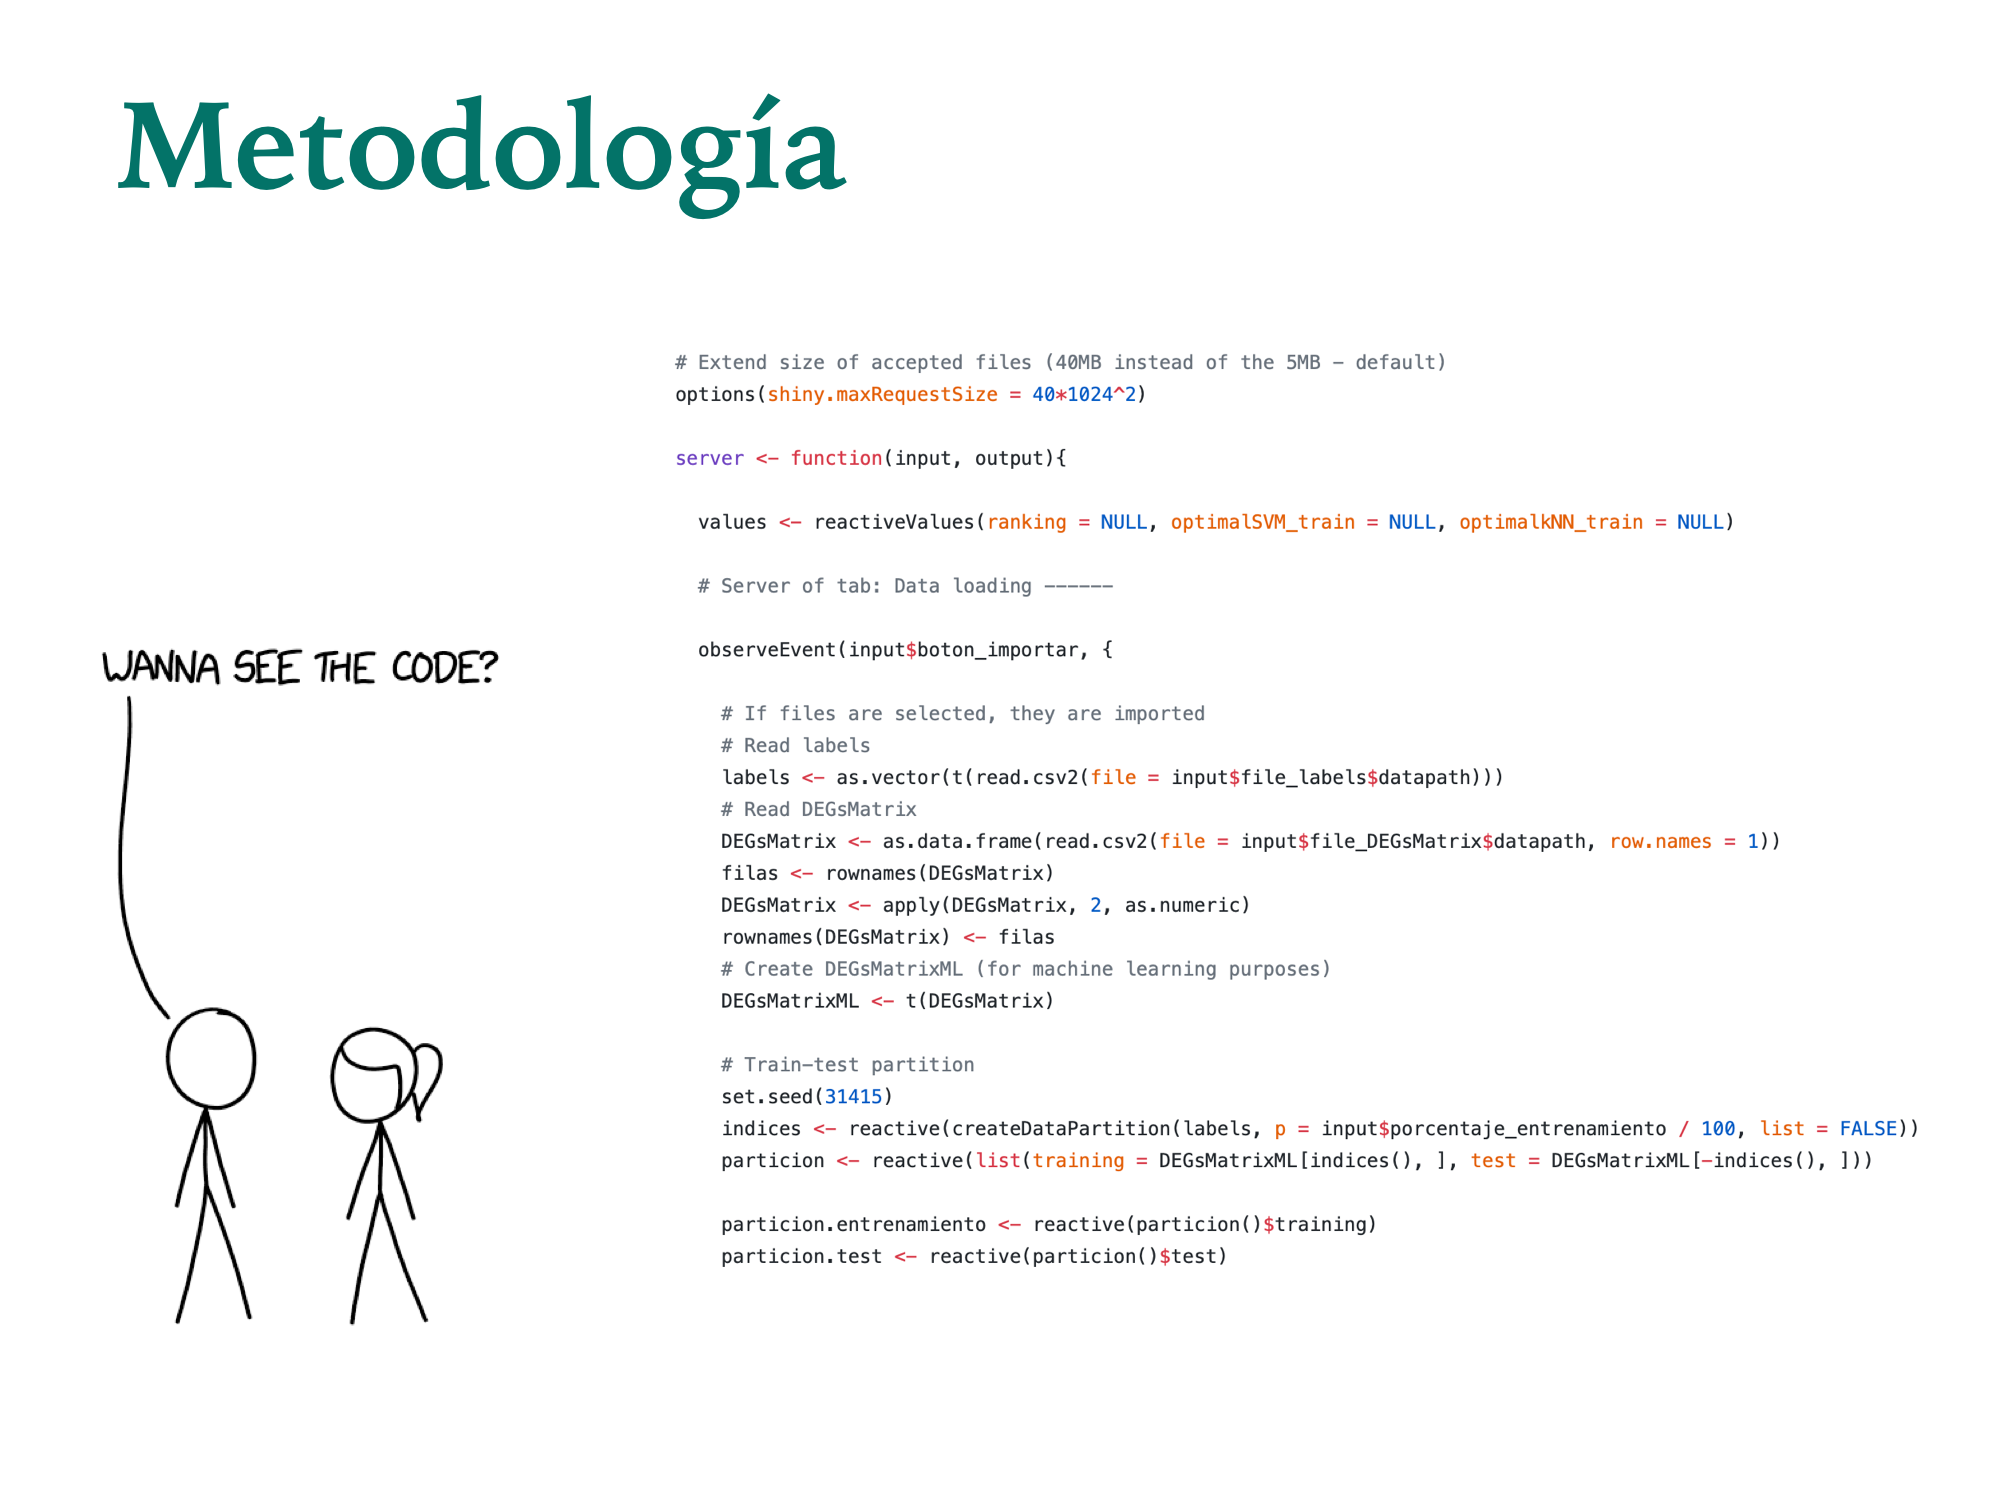 Metodología
WANNA SEE THE CODE?
# Extend size of accepted files (40MB instead of the 5MB - default)
options(shiny.maxRequestSize = 40*1024^2)
server <- function(input, output){
values <- reactiveValues(ranking = NULL, optimalSVM_train = NULL, optimalkNN_train = NULL)
# Server of tab: Data loading ------
observeEvent(input$boton_importar, {
# If files are selected, they are imported
# Read labels
labels <- as.vector(t(read.csv2(file = input$file_labels$datapath)))
# Read DEGsMatrix
DEGsMatrix <- as.data.frame(read.csv2(file = input$file_DEGsMatrix$datapath, row.names = 1))
filas <- rownames(DEGsMatrix)
DEGsMatrix <- apply(DEGsMatrix, 2, as.numeric)
rownames(DEGsMatrix) <- filas
# Create DEGsMatrixML (for machine learning purposes)
DEGsMatrixML <- t(DEGsMatrix)
# Train-test partition
set.seed(31415)
indices <- reactive(createDataPartition(labels, p = input$porcentaje_entrenamiento / 100, list = FALSE))
particion <- reactive(list(training = DEGsMatrixML[indices(), ], test = DEGsMatrixML[-indices(), ]))
particion.entrenamiento <- reactive(particion()$training)
particion.test <- reactive(particion()$test)